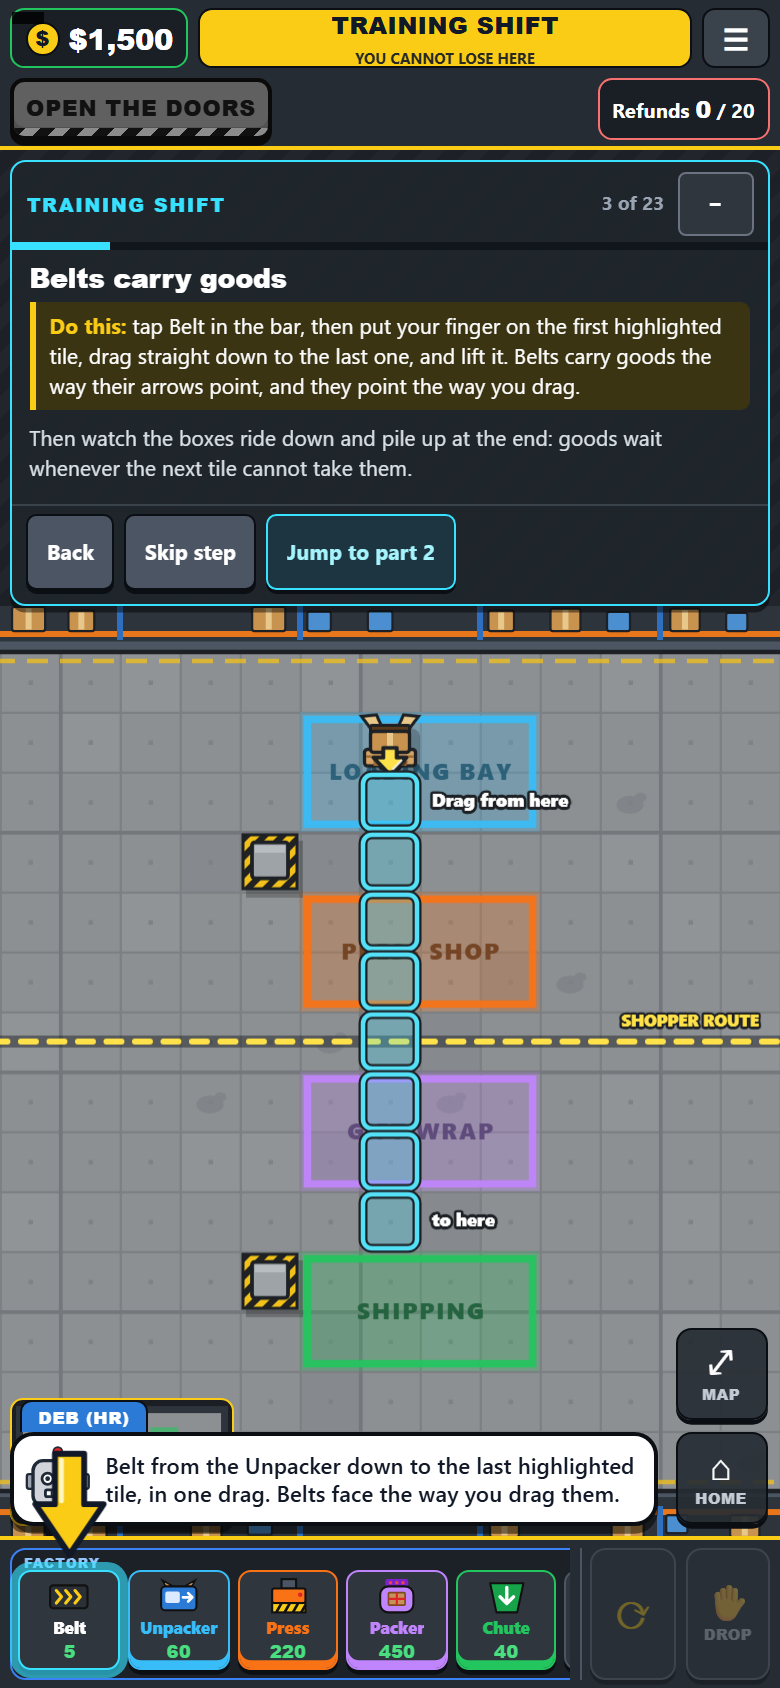 $1,500
TRAINING SHIFT
YOU CANNOT LOSE HERE
OPEN THE DOORS
Refunds 0 / 20
TRAINING SHIFT
3 of 23
Belts carry goods
Do this: tap Belt in the bar, then put your finger on the first highlighted
tile, drag straight down to the last one, and lift it. Belts carry goods the
way their arrows point, and they point the way you drag.
Then watch the boxes ride down and pile up at the end: goods wait
whenever the next tile cannot take them.
Back
Skip step
Jump to part 2
Drag from here
SHOP
SHOPPER ROUTE
WRAP
to here
SHIPPING
MAP
DEB (HR)
Belt from the Unpacker down to the last highlighted
tile, in one drag. Belts face the way you drag them.
HOME
FACTORY
Belt
5
Unpacker
60
Press
220
Packer
450
Chute
40
DROP